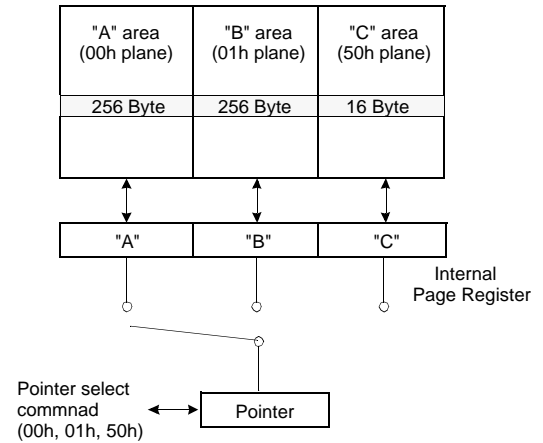 "A" area
(00h plane)
"B" area
(01h plane)
"C" area
(50h plane)
256 Byte
256 Byte
16 Byte
"A"
"B"
"C"
Internal
Page Register
Pointer select
commnad
(00h, 01h, 50h)
Pointer